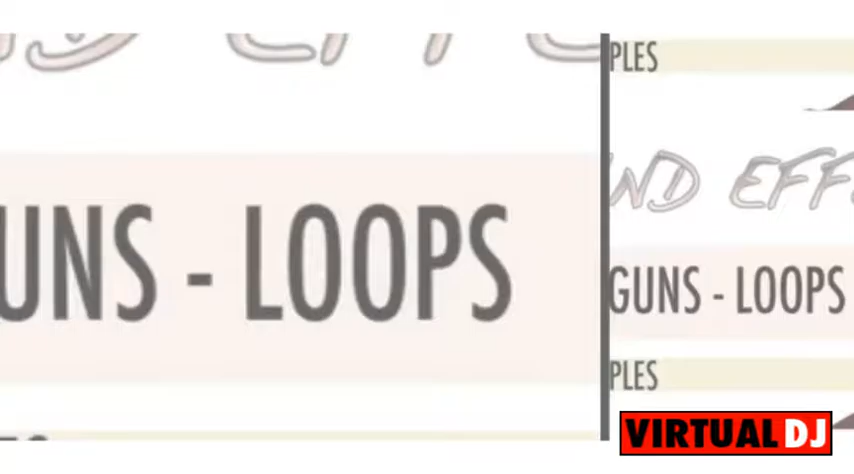 UNS - LOOPS
PLES
ND EFF
GUNS - LOOPS
PLES
VIRTUAL DJ